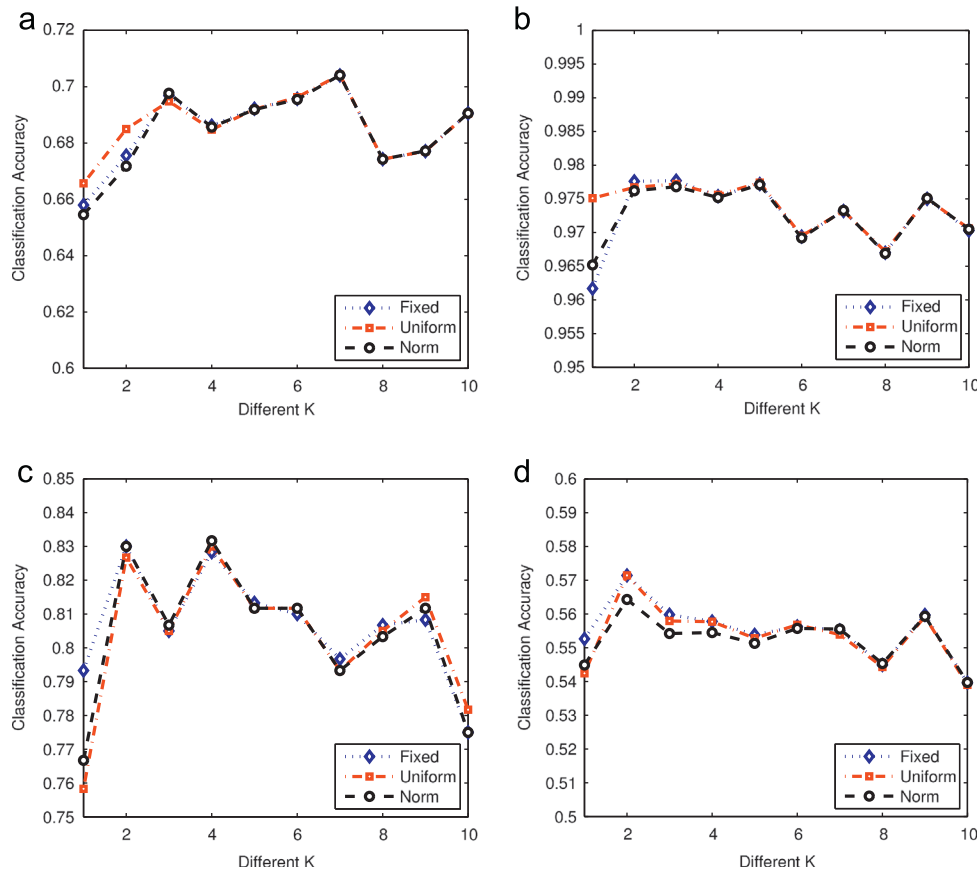 a
0.72
0.7
0.68
0.66
0.64
0.62
0.6
Classification Accuracy
2 4 6 8 10
Different K
Fixed
Uniform
Norm
b
1
0.995
0.99
0.985
0.98
0.975
0.97
0.965
0.96
0.955
0.95
Classification Accuracy
2 4 6 8 10
Different K
Fixed
Uniform
Norm
c
0.85
0.84
0.83
0.82
0.81
0.8
0.79
0.78
0.77
0.76
0.75
Classification Accuracy
2 4 6 8 10
Different K
Fixed
Uniform
Norm
d
0.6
0.59
0.58
0.57
0.56
0.55
0.54
0.53
0.52
0.51
0.5
Classification Accuracy
2 4 6 8 10
Different K
Fixed
Uniform
Norm